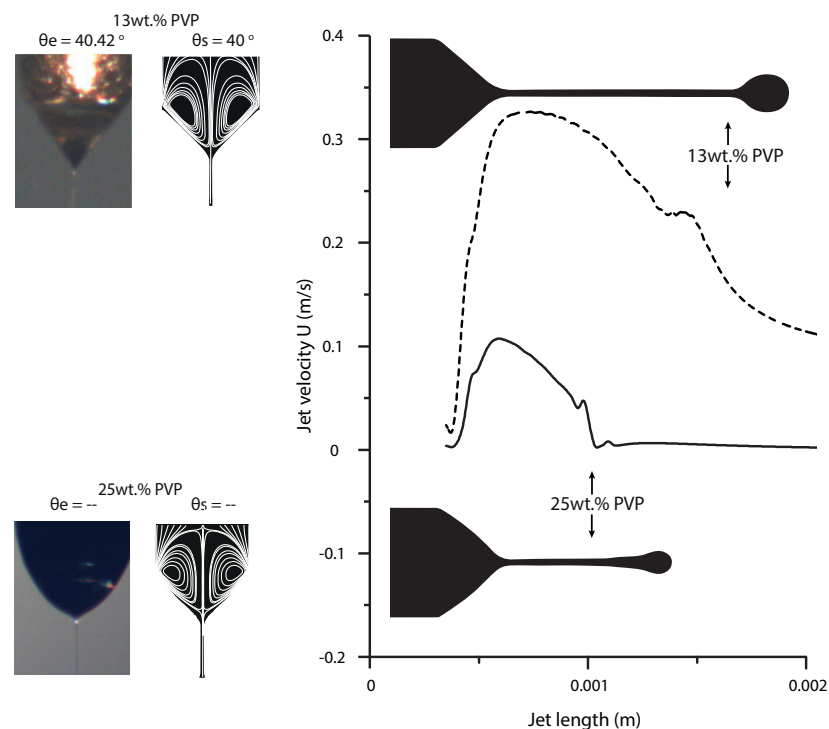 13wt.% PVP
θe = 40.42 ° θs = 40°
25wt.% PVP
θe = -- θs = --
Jet velocity U (m/s)
0.4
0.3
0.2
0.1
0
-0.1
-0.2
13wt.% PVP
25wt.% PVP
0 0.001 0.002
Jet length (m)